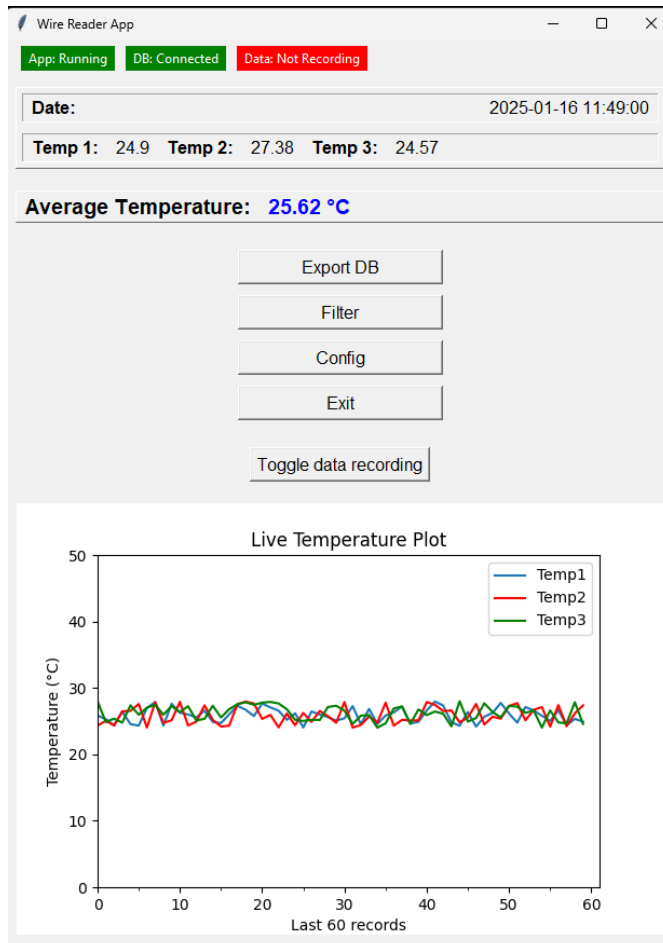 Wire Reader App
App: Running DB: Connected Data: Not Recording
Date: 2025-01-16 11:49:00
Temp 1: 24.9 Temp 2: 27.38 Temp 3: 24.57
Average Temperature: 25.62 °C
Export DB
Filter
Config
Exit
Toggle data recording
Live Temperature Plot
Temp1
Temp2
Temp3
Temperature (°C)
50
40
30
20
10
0
0 10 20 30 40 50 60
Last 60 records